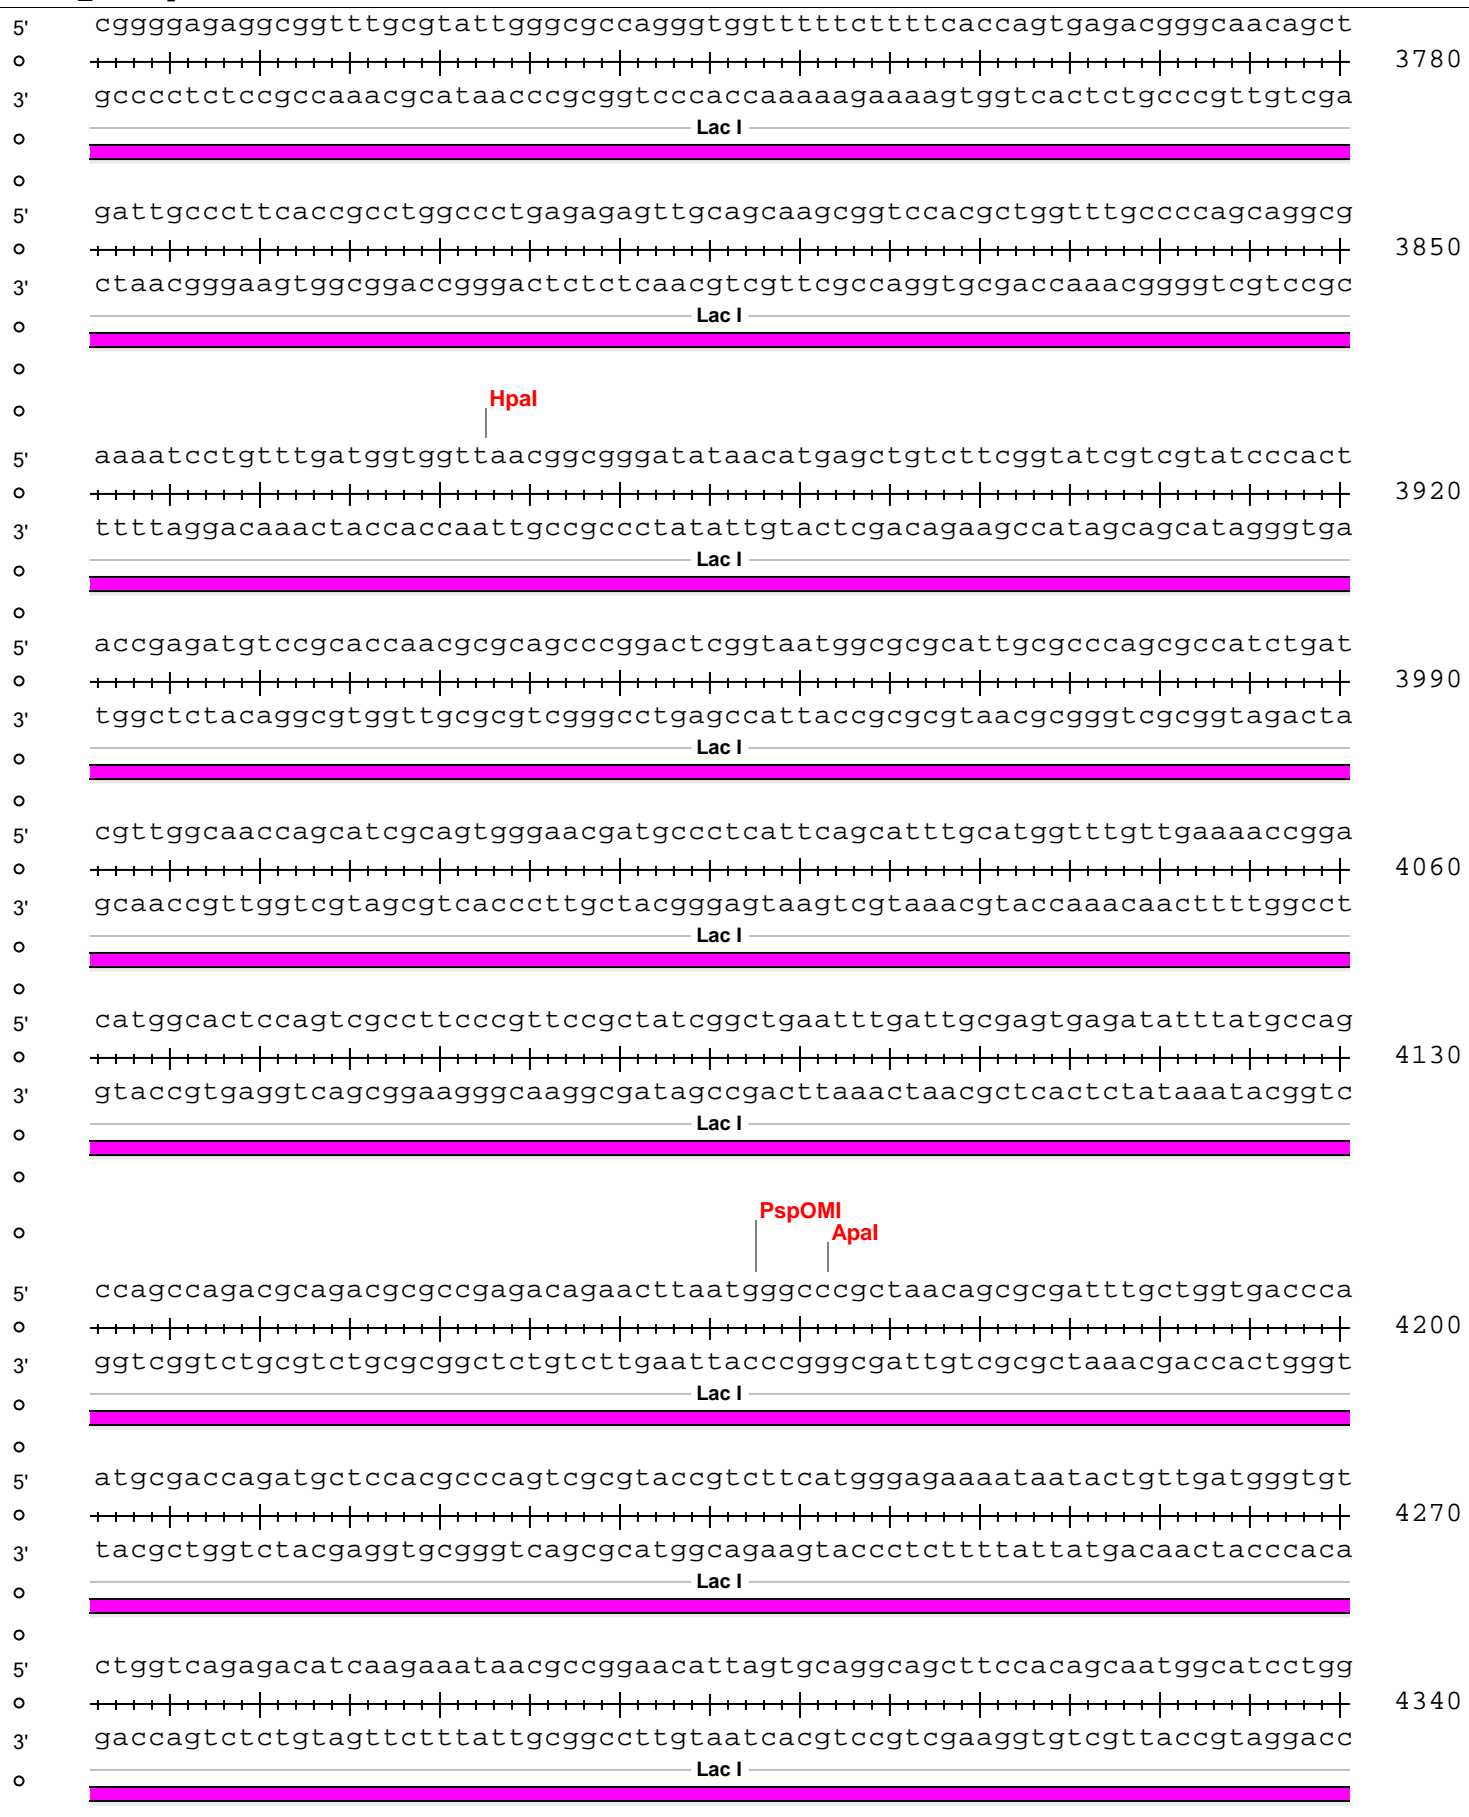 5' cggggagaggcggtttgcgtattgggcgccagggtggtttttcttttcaccagtgagacgggcaacagct
3780
3' gcccctctccgccaaacgcataacccgcggtcccaccaaaaagaaaagtggtcactctgcccgttgtcga
Lac I
5' gattgcccttcaccgcctggccctgagagagttgcagcaagcggtccacgctggtttgccccagcaggcg
3850
3' ctaacgggaagtggcggaccgggactctctcaacgtcgttcgccaggtgcgaccaaacggggtcgtccgc
Lac I
HpaI
5' aaaatcctgtttgatggtggttaacggcgggatataacatgagctgtcttcggtatcgtcgtatcccact
3920
3' ttttaggacaaactaccaccaattgccgccctatattgtactcgacagaagccatagcagcatagggtga
Lac I
5' accgagatgtccgcaccaacgcgcagcccggactcggtaatggcgcgcattgcgcccagcgccatctgat
3990
3' tggctctacaggcgtggttgcgcgtcgggcctgagccattaccgcgcgtaacgcgggtcgcggtagacta
Lac I
5' cgttggcaaccagcatcgcagtgggaacgatgccctcattcagcatttgcatggtttgttgaaaaccgga
4060
3' gcaaccgttggtcgtagcgtcacccttgctacgggagtaagtcgtaaacgtaccaaacaacttttggcct
Lac I
5' catggcactccagtcgccttcccgttccgctatcggctgaatttgattgcgagtgagatatttatgccag
4130
3' gtaccgtgaggtcagcggaagggcaaggcgatagccgacttaaactaacgctcactctataaatacggtc
Lac I
PspOMI
ApaI
5' ccagccagacgcagacgcgccgagacagaacttaatgggcccgctaacagcgcgatttgctggtgaccca
4200
3' ggtcggtctgcgtctgcgcggctctgtcttgaattacccgggcgattgtcgcgctaaacgaccactgggt
Lac I
5' atgcgaccagatgctccacgcccagtcgcgtaccgtcttcatgggagaaaataatactgttgatgggtgt
4270
3' tacgctggtctacgaggtgcgggtcagcgcatggcagaagtaccctcttttattatgacaactacccaca
Lac I
5' ctggtcagagacatcaagaaataacgccggaacattagtgcaggcagcttccacagcaatggcatcctgg
4340
3' gaccagtctctgtagttctttattgcggccttgtaatcacgtccgtcgaaggtgtcgttaccgtaggacc
Lac I